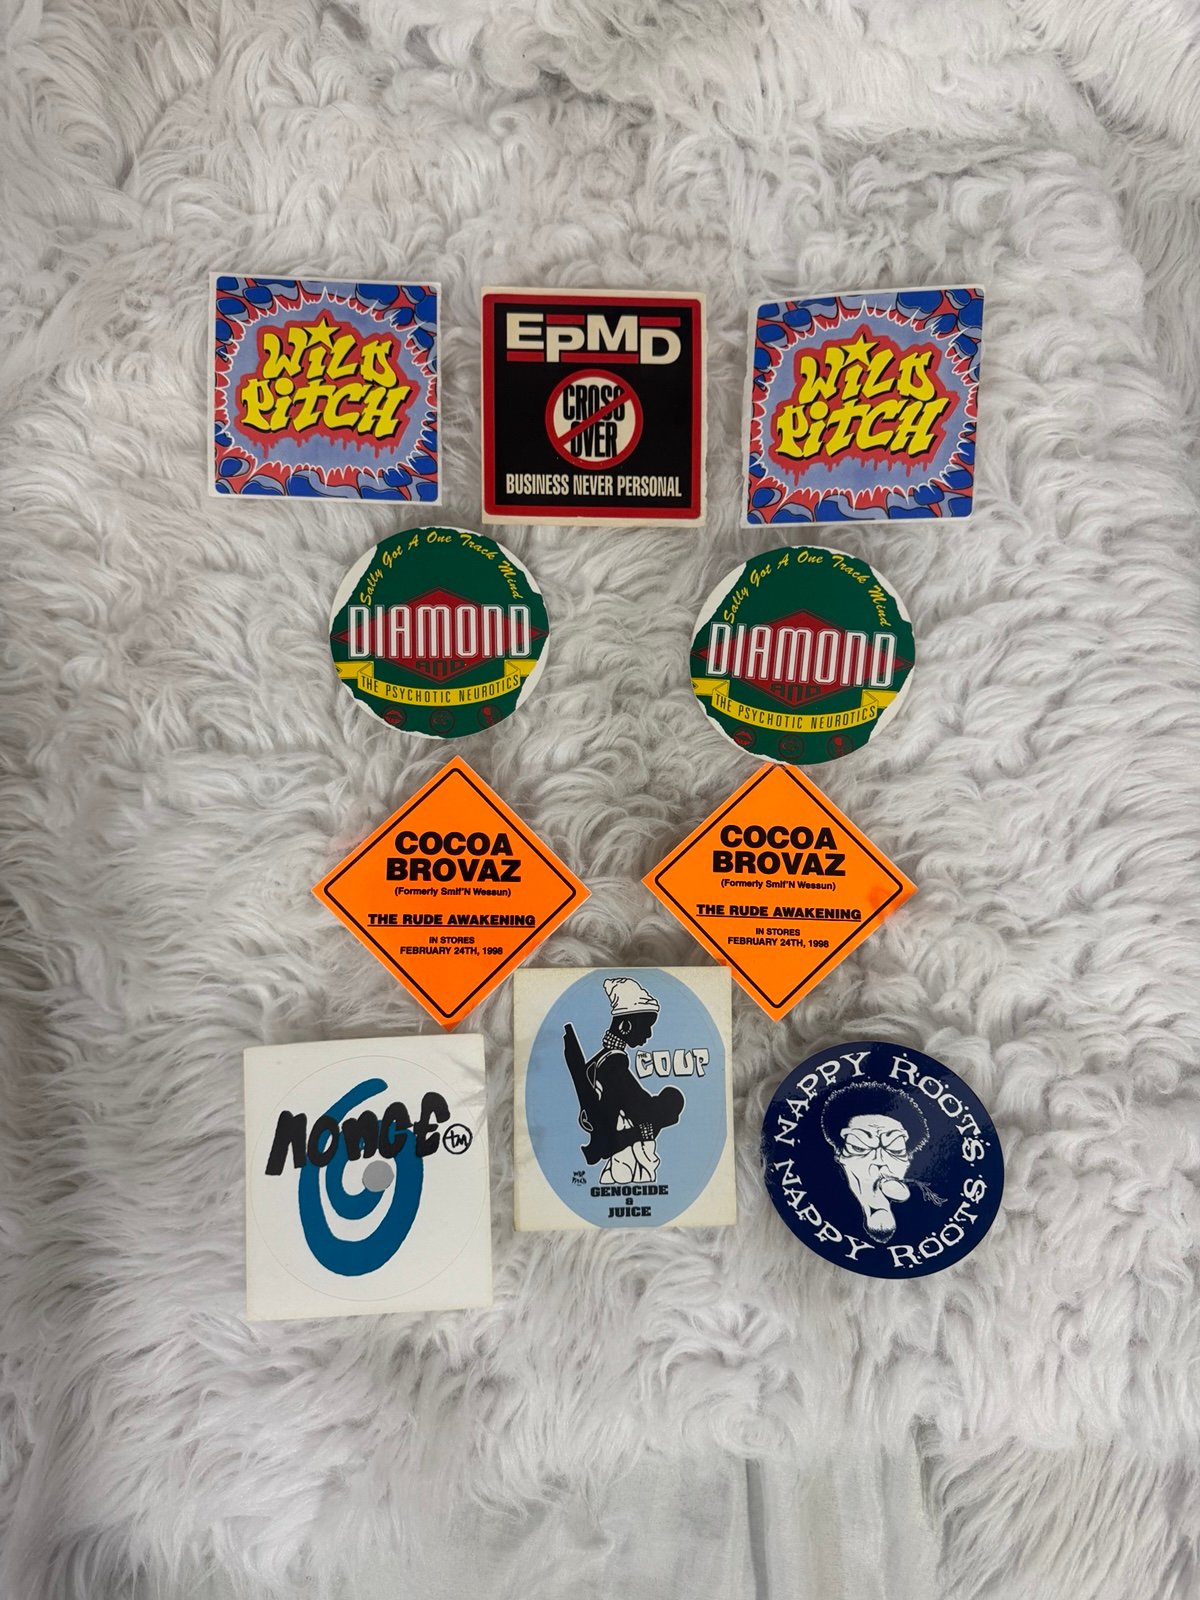 WILD
PITCH
EPMD
CROSS
OVER
BUSINESS NEVER PERSONAL
WILD
PITCH
Sally Got A One Track Mind
DIAMOND
AND
THE PSYCHOTIC NEUROTICS
Sally Got A One Track Mind
DIAMOND
AND
THE PSYCHOTIC NEUROTICS
COCOA
BROVAZ
(Formerly Smif'N Wessun)
THE RUDE AWAKENING
IN STORES
FEBRUARY 24TH, 1998
COCOA
BROVAZ
(Formerly Smif'N Wessun)
THE RUDE AWAKENING
IN STORES
FEBRUARY 24TH, 1998
NONCE tm
COUP
WILD
PITCH
GENOCIDE
&
JUICE
NAPPY ROOTS
NAPPY ROOTS